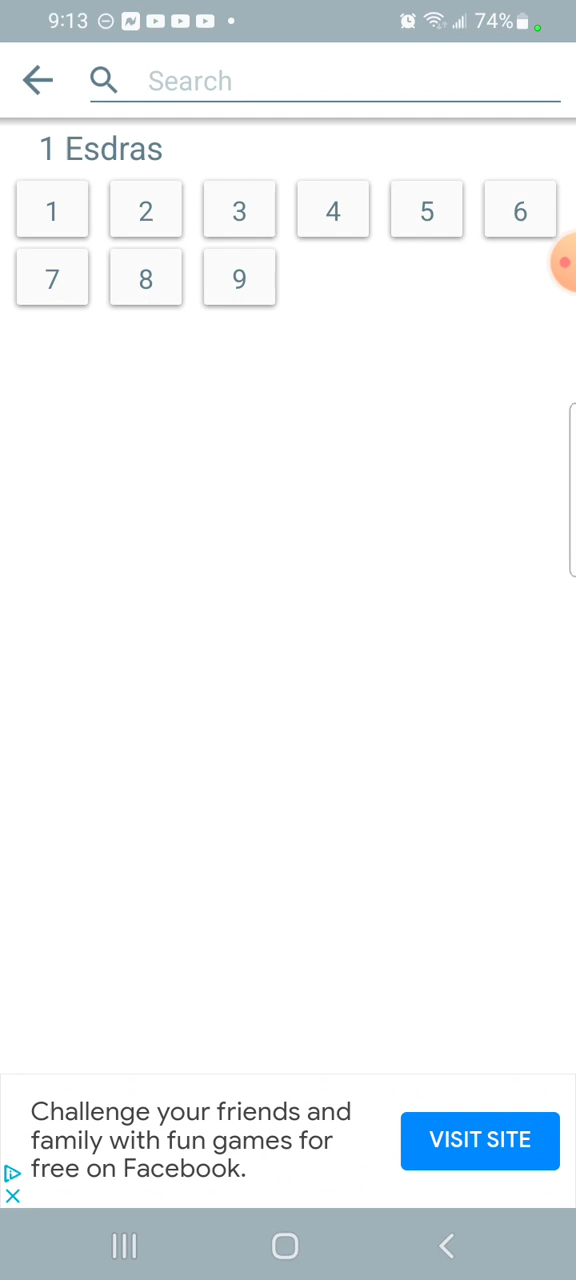 9:13 74%
Search
1 Esdras
1 2 3 4 5 6
7 8 9
Challenge your friends and
family with fun games for
free on Facebook.
VISIT SITE